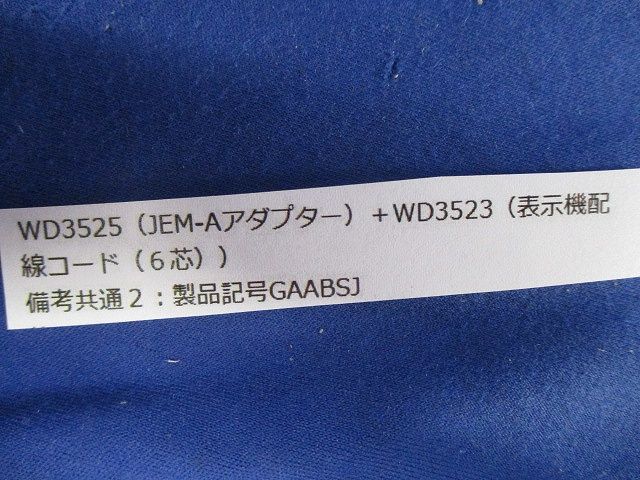 WD3525（JEM-Aアダプター）＋WD3523（表示機配
線コード（６芯））
備考共通２：製品記号GAABSJ